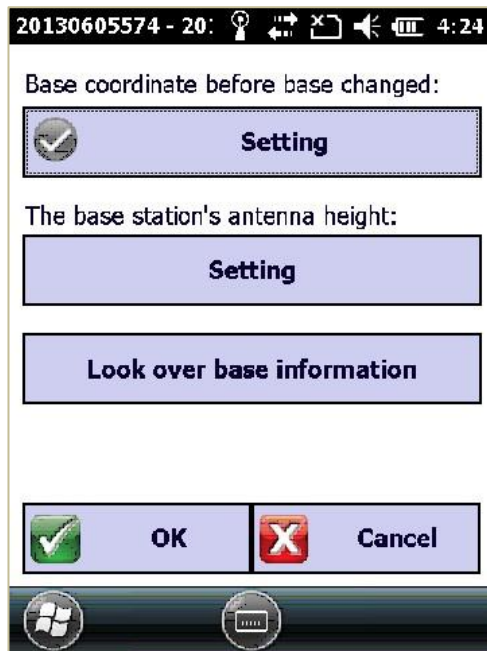 20130605574 - 20: 4:24
Base coordinate before base changed:
Setting
The base station's antenna height:
Setting
Look over base information
OK Cancel